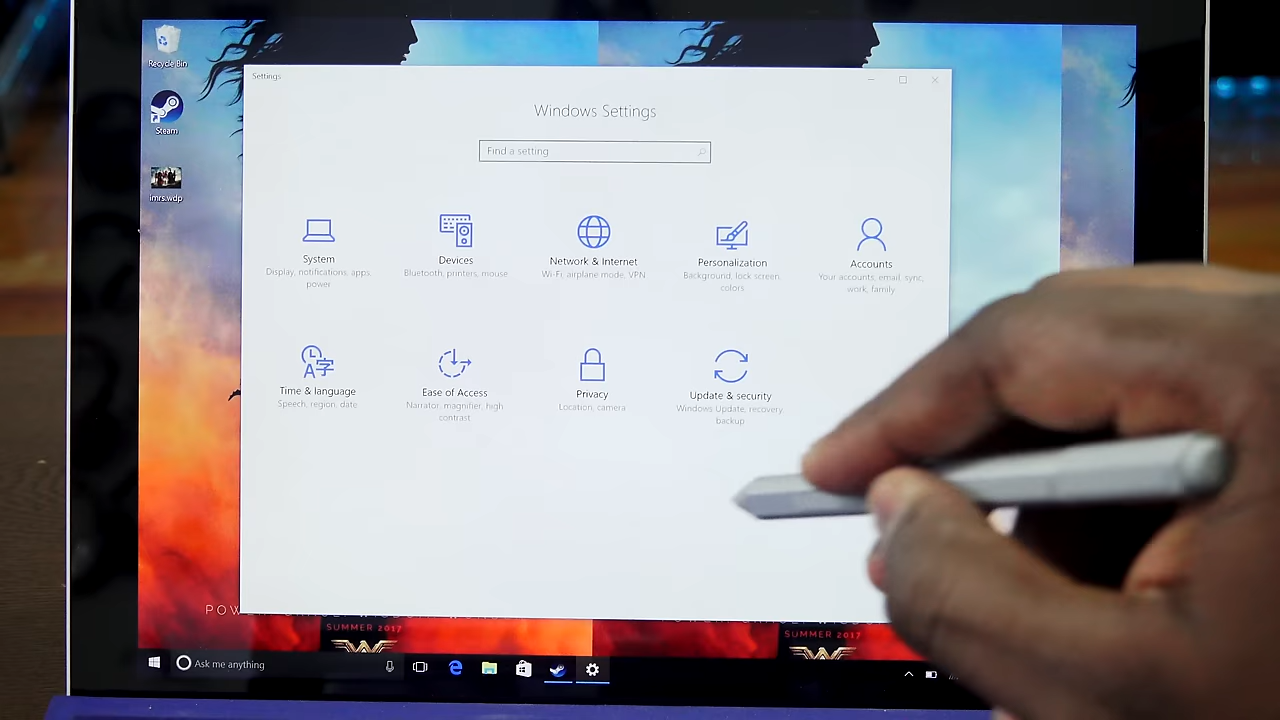 Recycle Bin
Steam
imrs.wdp
Settings
Windows Settings
Find a setting
System
Display, notifications, apps,
power
Devices
Bluetooth, printers, mouse
Network & Internet
Wi-Fi, airplane mode, VPN
Personalization
Background, lock screen,
colors
Accounts
Your accounts, email, sync,
work, family
Time & language
Speech, region, date
A字
Ease of Access
Narrator, magnifier, high
contrast
Privacy
Location, camera
Update & security
Windows Update, recovery,
backup
SUMMER 2017
SUMMER 2017
Ask me anything